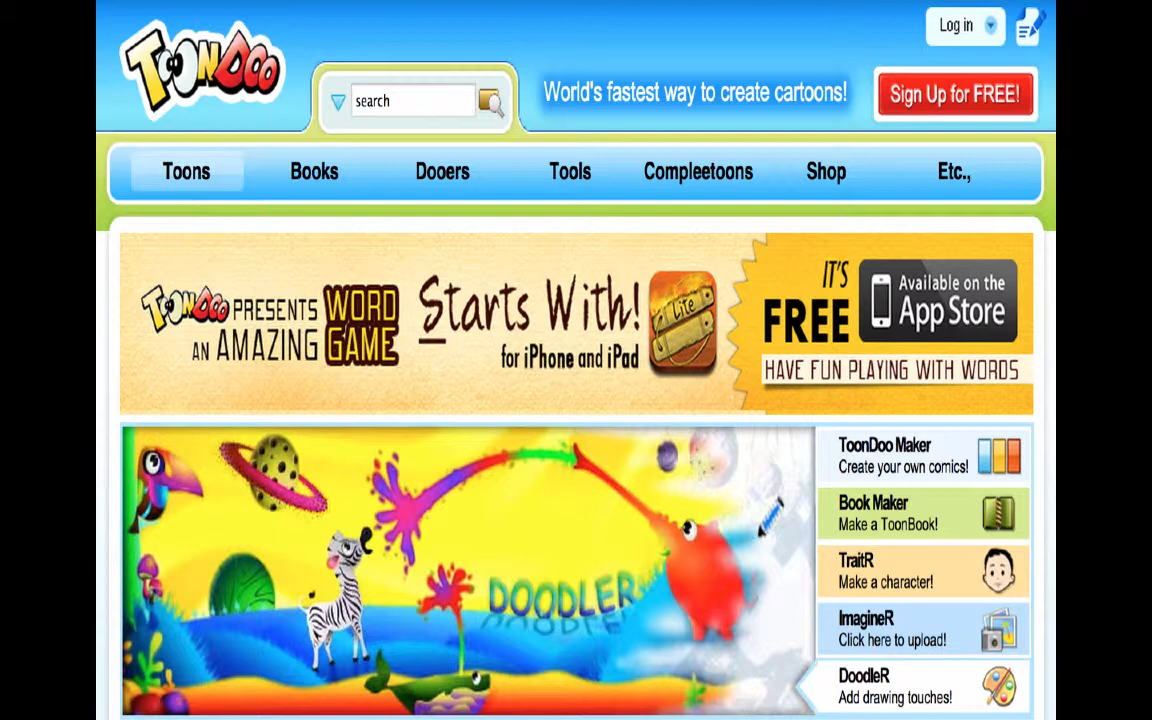 TOONDOO
search
World's fastest way to create cartoons!
Log in
Sign Up for FREE!
Toons Books Dooers Tools Compleetoons Shop Etc.,
TOONDOO PRESENTS
AN AMAZING
WORD
GAME
Starts With!
for iPhone and iPad
Lite
IT'S
FREE
Available on the
App Store
HAVE FUN PLAYING WITH WORDS
DOODLER
ToonDoo Maker
Create your own comics!
Book Maker
Make a ToonBook!
TraitR
Make a character!
ImagineR
Click here to upload!
DoodleR
Add drawing touches!